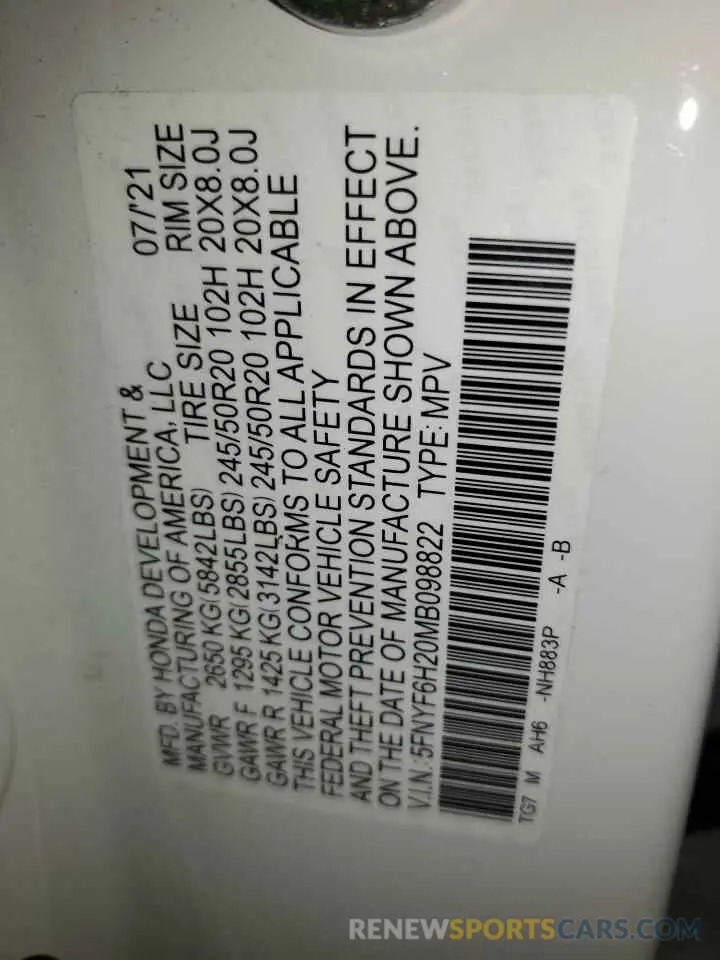 MFD. BY HONDA DEVELOPMENT &
MANUFACTURING OF AMERICA, LLC 07/'21
GVWR 2650 KG(5842LBS) TIRE SIZE RIM SIZE
GAWR F 1295 KG(2855LBS) 245/50R20 102H 20X8.0J
GAWR R 1425 KG(3142LBS) 245/50R20 102H 20X8.0J
THIS VEHICLE CONFORMS TO ALL APPLICABLE
FEDERAL MOTOR VEHICLE SAFETY
AND THEFT PREVENTION STANDARDS IN EFFECT
ON THE DATE OF MANUFACTURE SHOWN ABOVE.
V.I.N.:5FNYF6H20MB098822 TYPE:MPV
TG7 M AH6 -NH883P -A -B
RENEWSPORTSCARS.COM